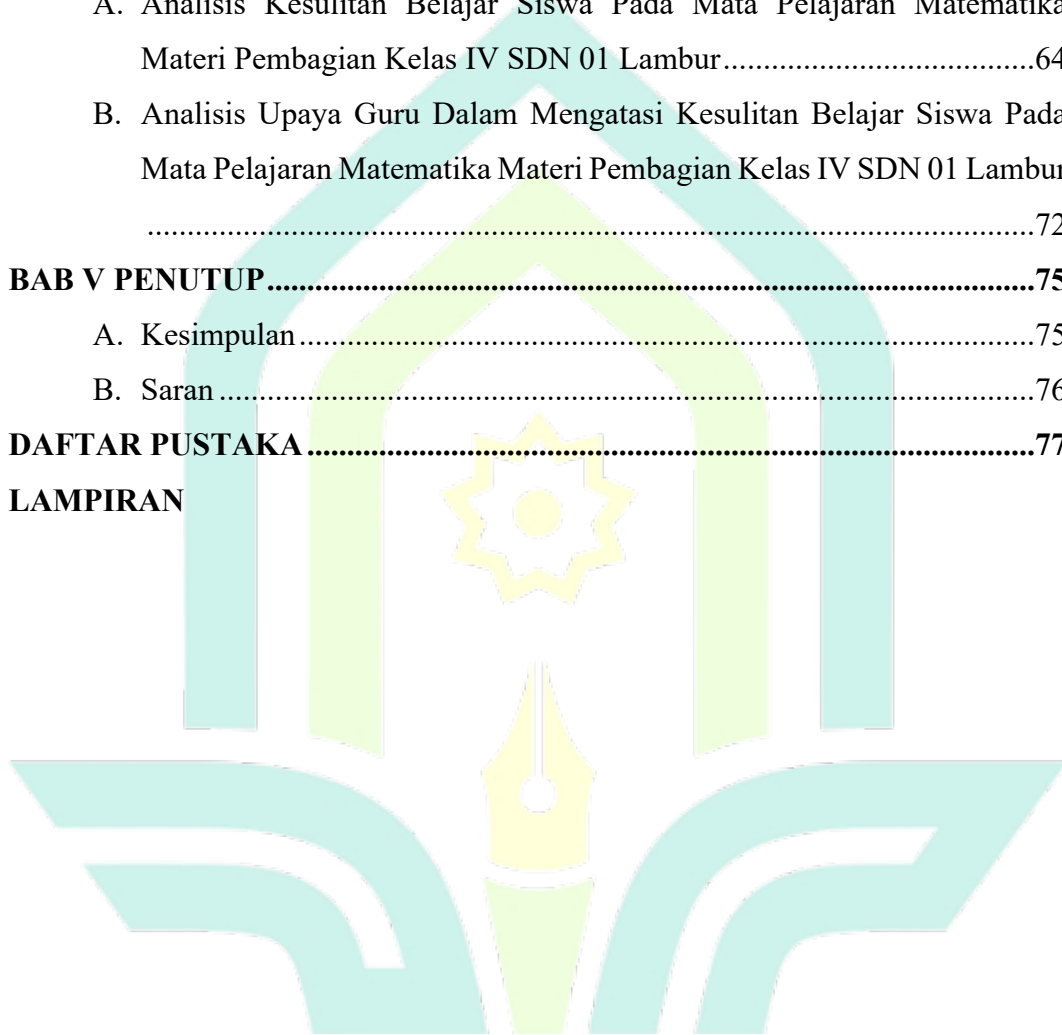 A. Analisis Kesulitan Belajar Siswa Pada Mata Pelajaran Matematika
Materi Pembagian Kelas IV SDN 01 Lambur.......................................64
B. Analisis Upaya Guru Dalam Mengatasi Kesulitan Belajar Siswa Pada
Mata Pelajaran Matematika Materi Pembagian Kelas IV SDN 01 Lambur
...............................................................................................................72
BAB V PENUTUP................................................................................................75
A. Kesimpulan............................................................................................75
B. Saran......................................................................................................76
DAFTAR PUSTAKA...........................................................................................77
LAMPIRAN